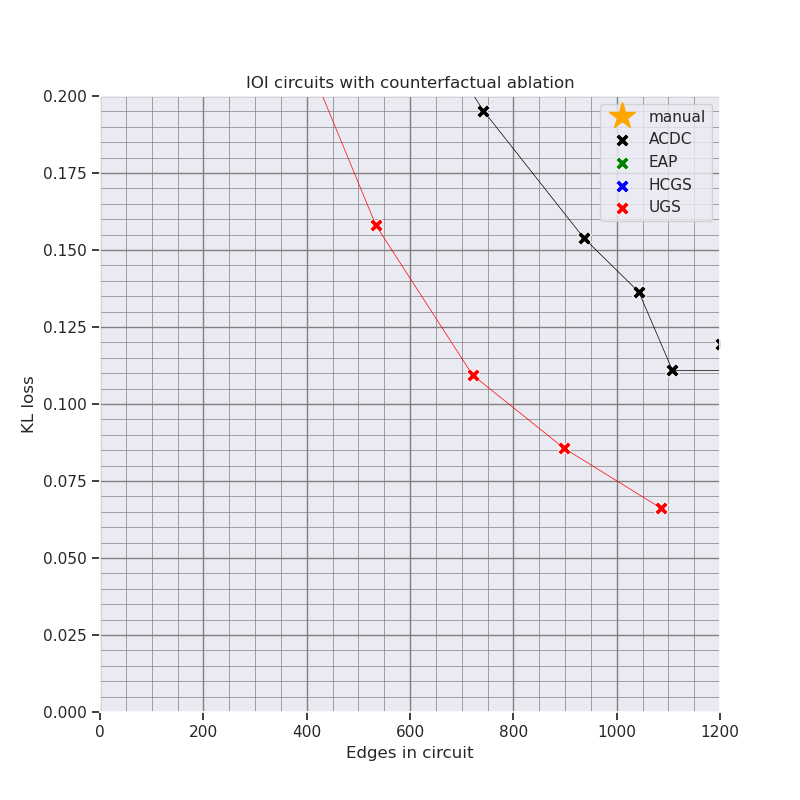 IOI circuits with counterfactual ablation
0.200
0.175
0.150
0.125
0.100
0.075
0.050
0.025
0.000
KL loss
manual
ACDC
EAP
HCGS
UGS
0 200 400 600 800 1000 1200
Edges in circuit